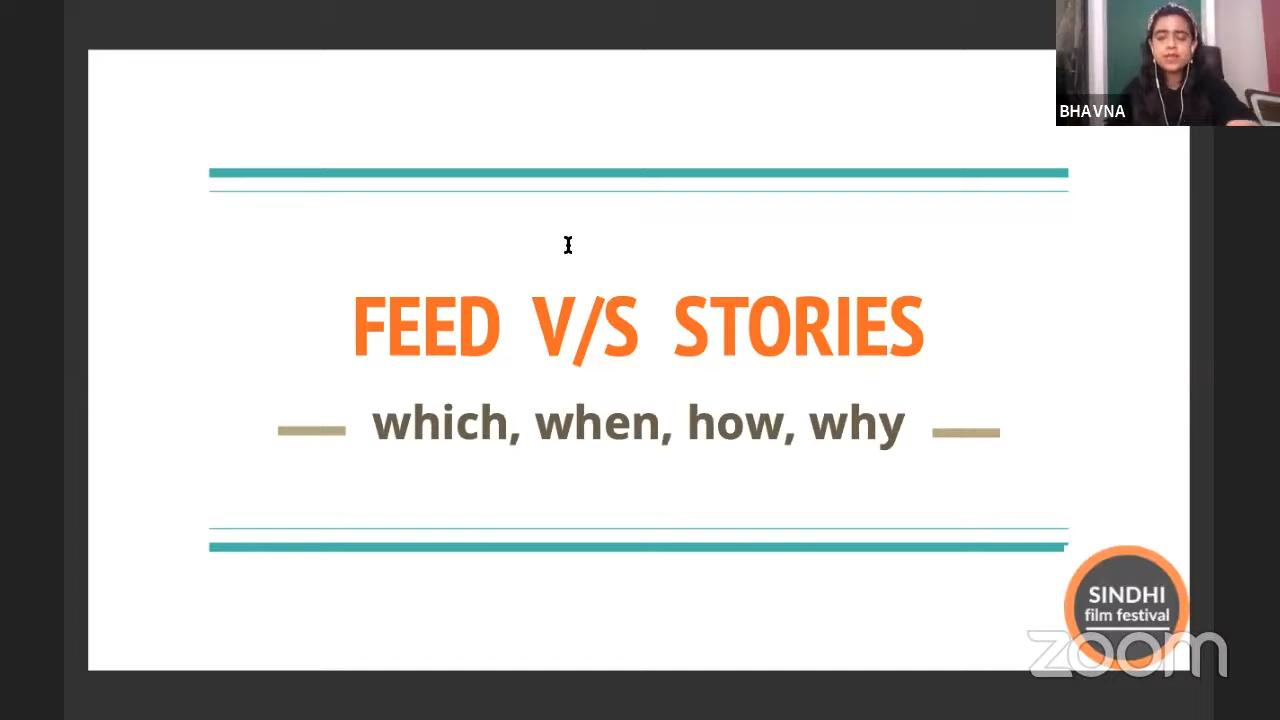 BHAVNA
FEED V/S STORIES
which, when, how, why
SINDHI
film festival
zoom